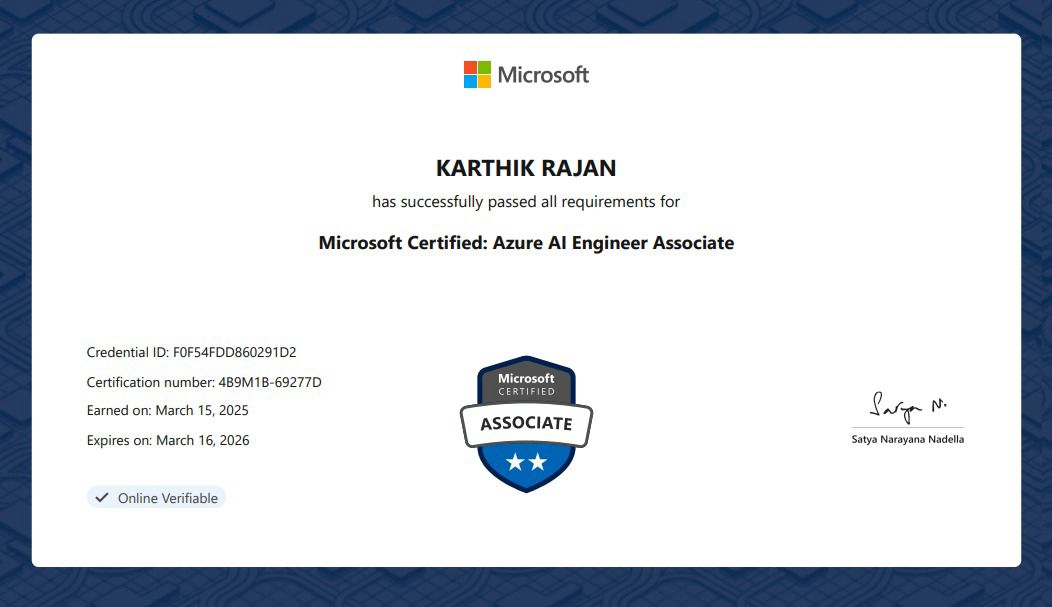 Microsoft
KARTHIK RAJAN
has successfully passed all requirements for
Microsoft Certified: Azure AI Engineer Associate
Credential ID: F0F54FDD860291D2
Certification number: 4B9M1B-69277D
Earned on: March 15, 2025
Expires on: March 16, 2026
Online Verifiable
Microsoft
CERTIFIED
ASSOCIATE
Satya N.
Satya Narayana Nadella